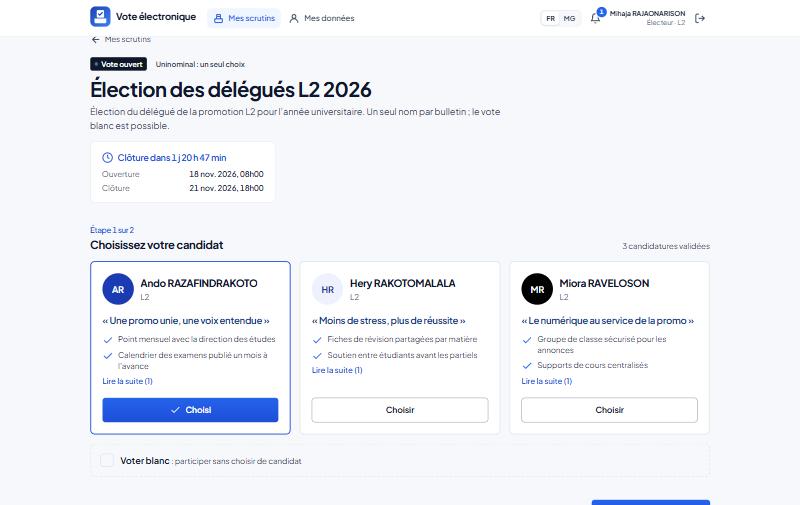 Vote électronique
Mes scrutins
Mes données
FR MG
1
Mihaja RAJAONARISON
Électeur · L2
Mes scrutins
Vote ouvert
Uninominal : un seul choix
Élection des délégués L2 2026
Élection du délégué de la promotion L2 pour l'année universitaire. Un seul nom par bulletin ; le vote
blanc est possible.
Clôture dans 1 j 20 h 47 min
Ouverture 18 nov. 2026, 08h00
Clôture 21 nov. 2026, 18h00
Étape 1 sur 2
Choisissez votre candidat
3 candidatures validées
AR
Ando RAZAFINDRAKOTO
L2
« Une promo unie, une voix entendue »
Point mensuel avec la direction des études
Calendrier des examens publié un mois à
l'avance
Lire la suite (1)
Choisi
HR
Hery RAKOTOMALALA
L2
« Moins de stress, plus de réussite »
Fiches de révision partagées par matière
Soutien entre étudiants avant les partiels
Lire la suite (1)
Choisir
MR
Miora RAVELOSON
L2
« Le numérique au service de la promo »
Groupe de classe sécurisé pour les
annonces
Supports de cours centralisés
Lire la suite (1)
Choisir
Voter blanc : participer sans choisir de candidat